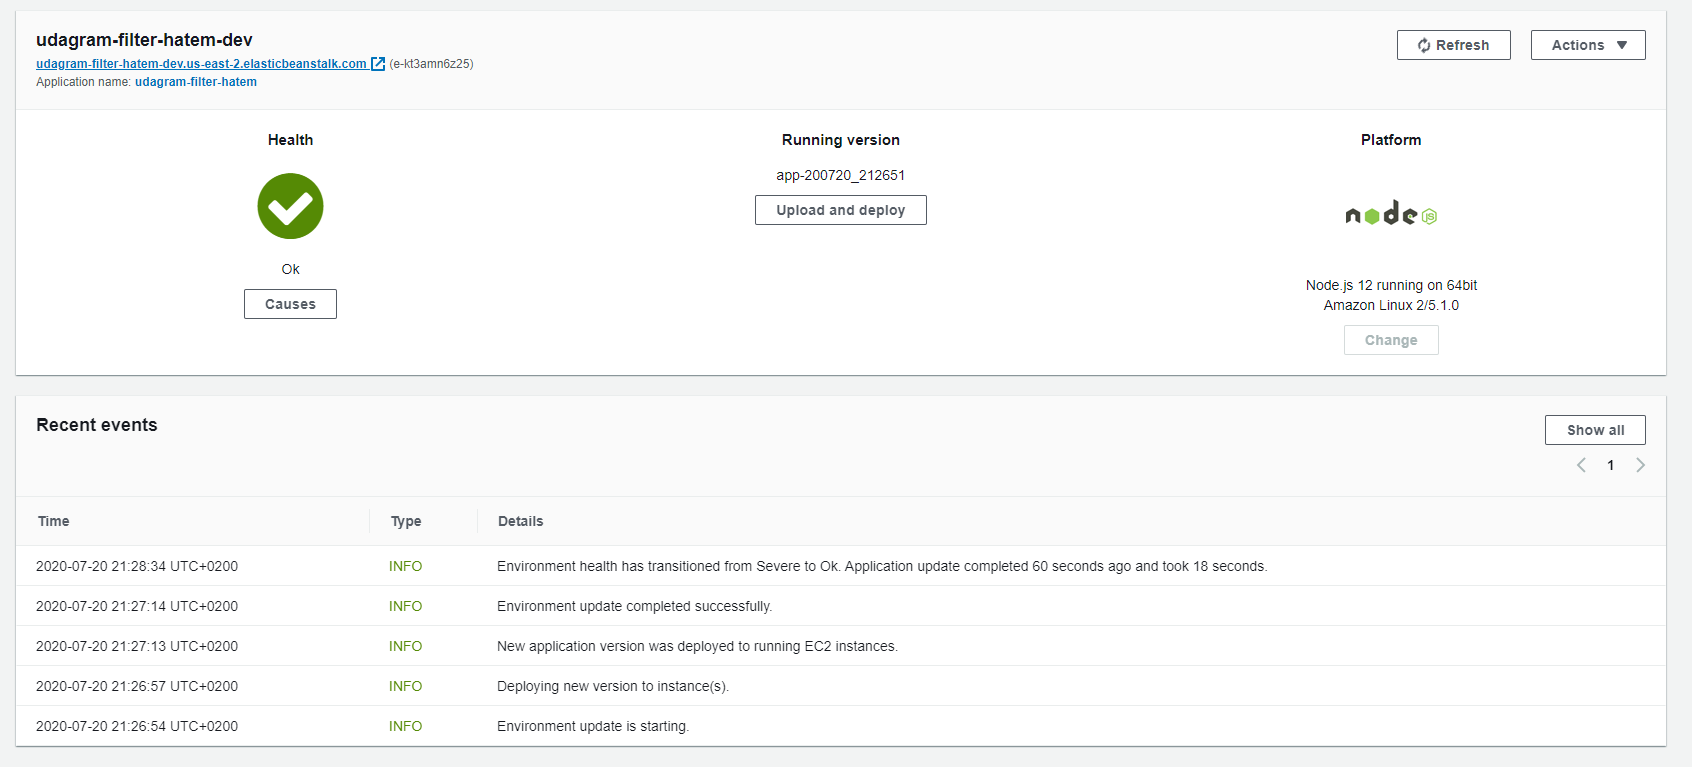 udagram-filter-hatem-dev
udagram-filter-hatem-dev.us-east-2.elasticbeanstalk.com (e-kt3amn6z25)
Application name: udagram-filter-hatem
Refresh
Actions
Health
Ok
Causes
Running version
app-200720_212651
Upload and deploy
Platform
node JS
Node.js 12 running on 64bit
Amazon Linux 2/5.1.0
Change
Recent events
Show all
1
Time Type Details
2020-07-20 21:28:34 UTC+0200 INFO Environment health has transitioned from Severe to Ok. Application update completed 60 seconds ago and took 18 seconds.
2020-07-20 21:27:14 UTC+0200 INFO Environment update completed successfully.
2020-07-20 21:27:13 UTC+0200 INFO New application version was deployed to running EC2 instances.
2020-07-20 21:26:57 UTC+0200 INFO Deploying new version to instance(s).
2020-07-20 21:26:54 UTC+0200 INFO Environment update is starting.